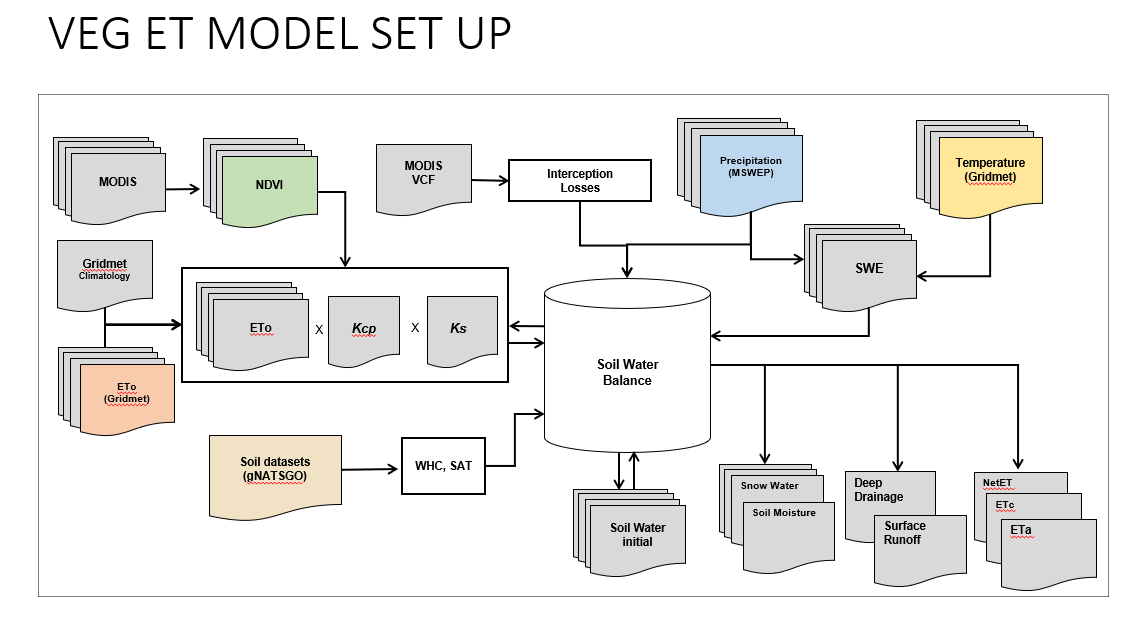 VEG ET MODEL SET UP
MODIS
NDVI
MODIS
VCF
Interception
Losses
Precipitation
(MSWEP)
Temperature
(Gridmet)
Gridmet
Climatology
SWE
ETo
X
Kcp
X
Ks
Soil Water
Balance
ETo
(Gridmet)
Soil datasets
(gNATSGO)
WHC, SAT
Soil Water
initial
Snow Water
Soil Moisture
Deep
Drainage
Surface
Runoff
NetET
ETc
ETa